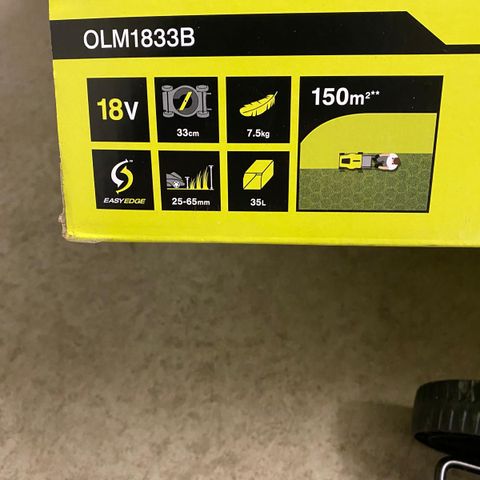 OLM1833B
18V
33cm
7.5kg
150m²**
EASYEDGE
25-65mm
35L